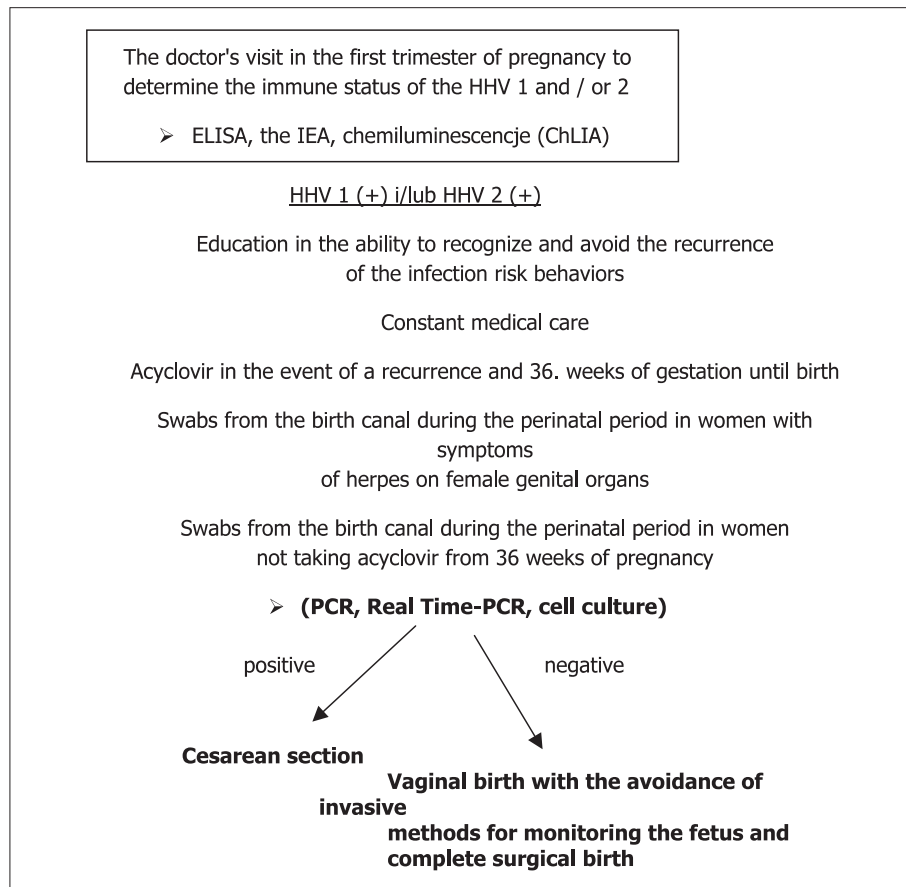 The doctor's visit in the first trimester of pregnancy to
determine the immune status of the HHV 1 and / or 2
➢ ELISA, the IEA, chemiluminescencje (ChLIA)
HHV 1 (+) i/lub HHV 2 (+)
Education in the ability to recognize and avoid the recurrence
of the infection risk behaviors
Constant medical care
Acyclovir in the event of a recurrence and 36. weeks of gestation until birth
Swabs from the birth canal during the perinatal period in women with
symptoms
of herpes on female genital organs
Swabs from the birth canal during the perinatal period in women
not taking acyclovir from 36 weeks of pregnancy
➢ (PCR, Real Time-PCR, cell culture)
positive
negative
Cesarean section
Vaginal birth with the avoidance of
invasive
methods for monitoring the fetus and
complete surgical birth